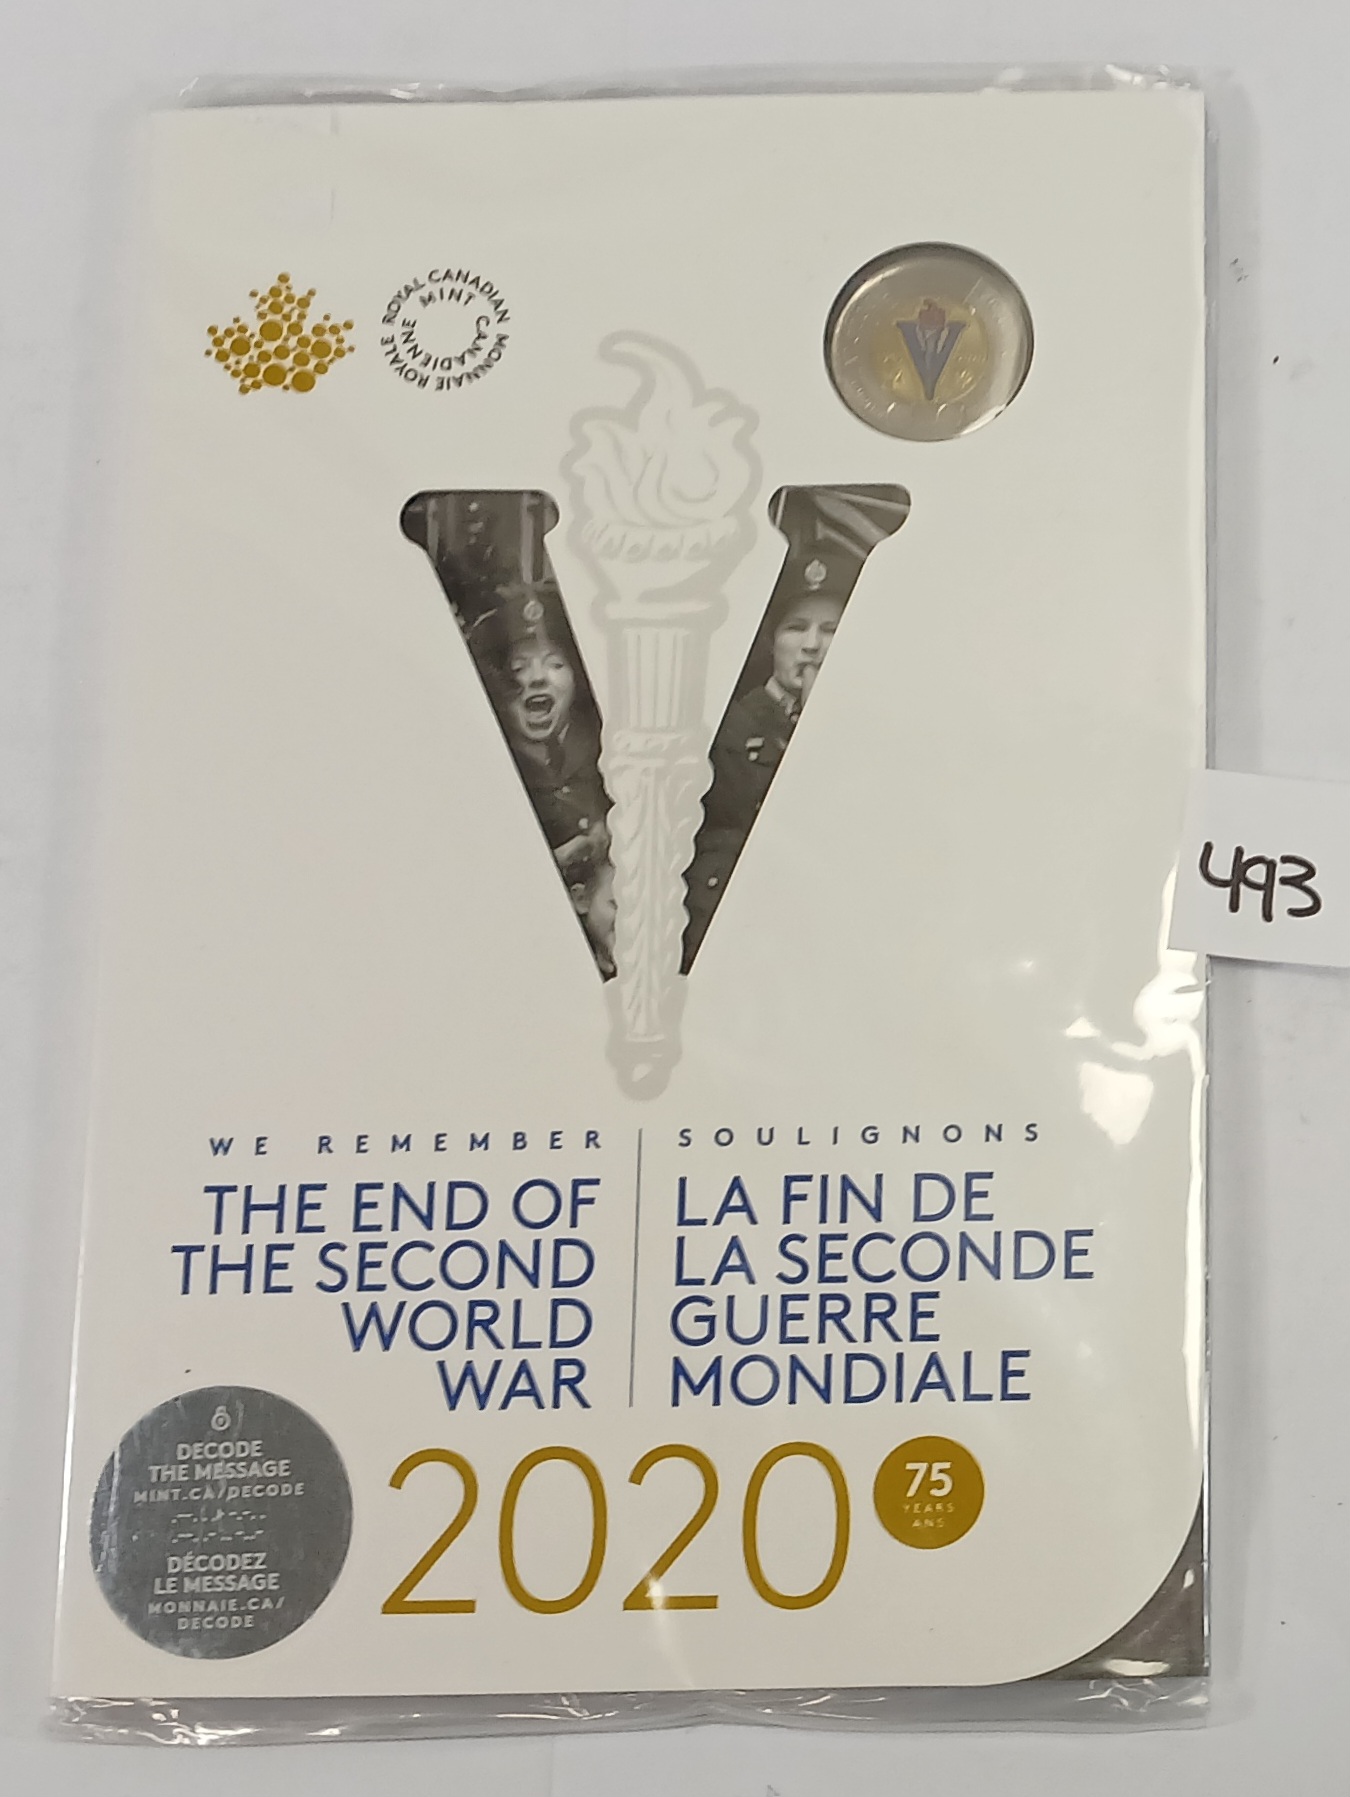 ROYAL CANADIAN MINT
MONNAIE ROYALE CANADIENNE
493
WE REMEMBER
THE END OF
THE SECOND
WORLD
WAR
SOULIGNONS
LA FIN DE
LA SECONDE
GUERRE
MONDIALE
2020
75
YEARS
ANS
DECODE
THE MESSAGE
MINT.CA/DECODE
DÉCODEZ
LE MESSAGE
MONNAIE.CA/
DECODE